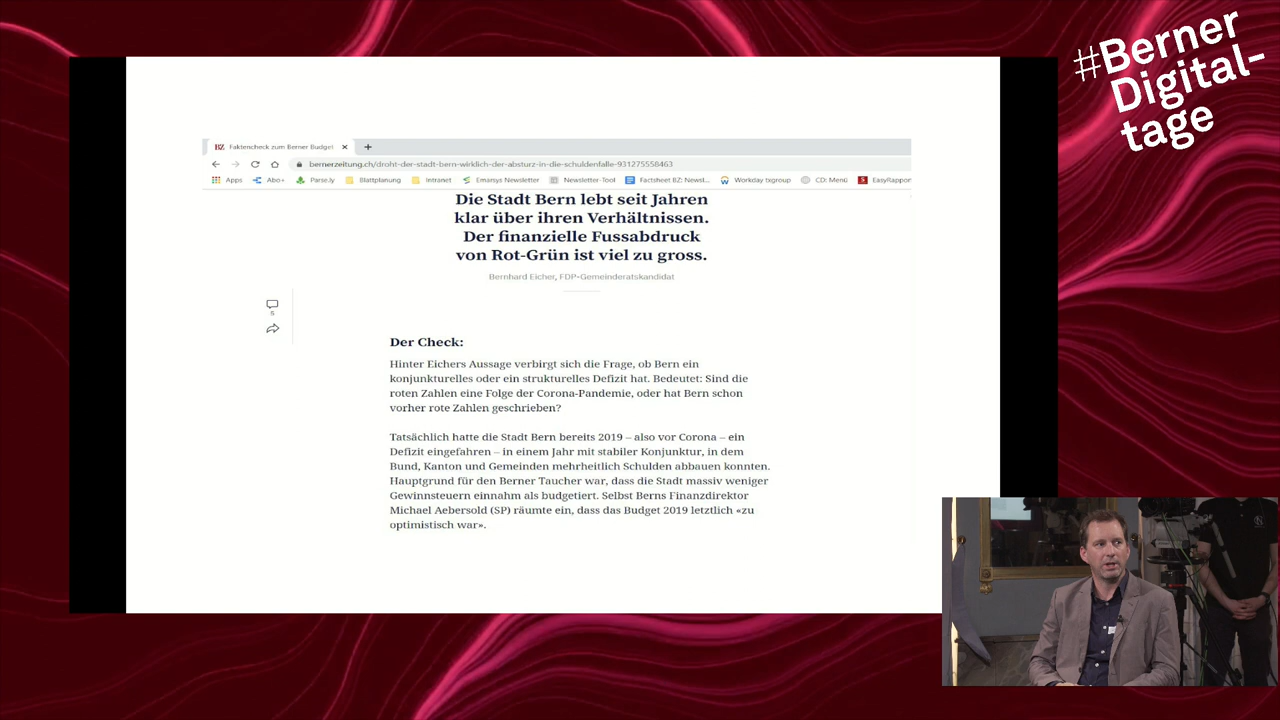 #Berner
Digital-
tage
BZ Faktencheck zum Berner Budget
bernerzeitung.ch/droht-der-stadt-bern-wirklich-der-absturz-in-die-schuldenfalle-931275558463
Apps Abo+ Parse.ly Blattplanung Intranet Emarsys Newsletter Newsletter-Tool Factsheet BZ: Newsl... Workday txgroup CD: Menü EasyRappor
Die Stadt Bern lebt seit Jahren
klar über ihren Verhältnissen.
Der finanzielle Fussabdruck
von Rot-Grün ist viel zu gross.
Bernhard Eicher, FDP-Gemeinderatskandidat
Der Check:
Hinter Eichers Aussage verbirgt sich die Frage, ob Bern ein
konjunkturelles oder ein strukturelles Defizit hat. Bedeutet: Sind die
roten Zahlen eine Folge der Corona-Pandemie, oder hat Bern schon
vorher rote Zahlen geschrieben?
Tatsächlich hatte die Stadt Bern bereits 2019 – also vor Corona – ein
Defizit eingefahren – in einem Jahr mit stabiler Konjunktur, in dem
Bund, Kanton und Gemeinden mehrheitlich Schulden abbauen konnten.
Hauptgrund für den Berner Taucher war, dass die Stadt massiv weniger
Gewinnsteuern einnahm als budgetiert. Selbst Berns Finanzdirektor
Michael Aebersold (SP) räumte ein, dass das Budget 2019 letztlich «zu
optimistisch war».